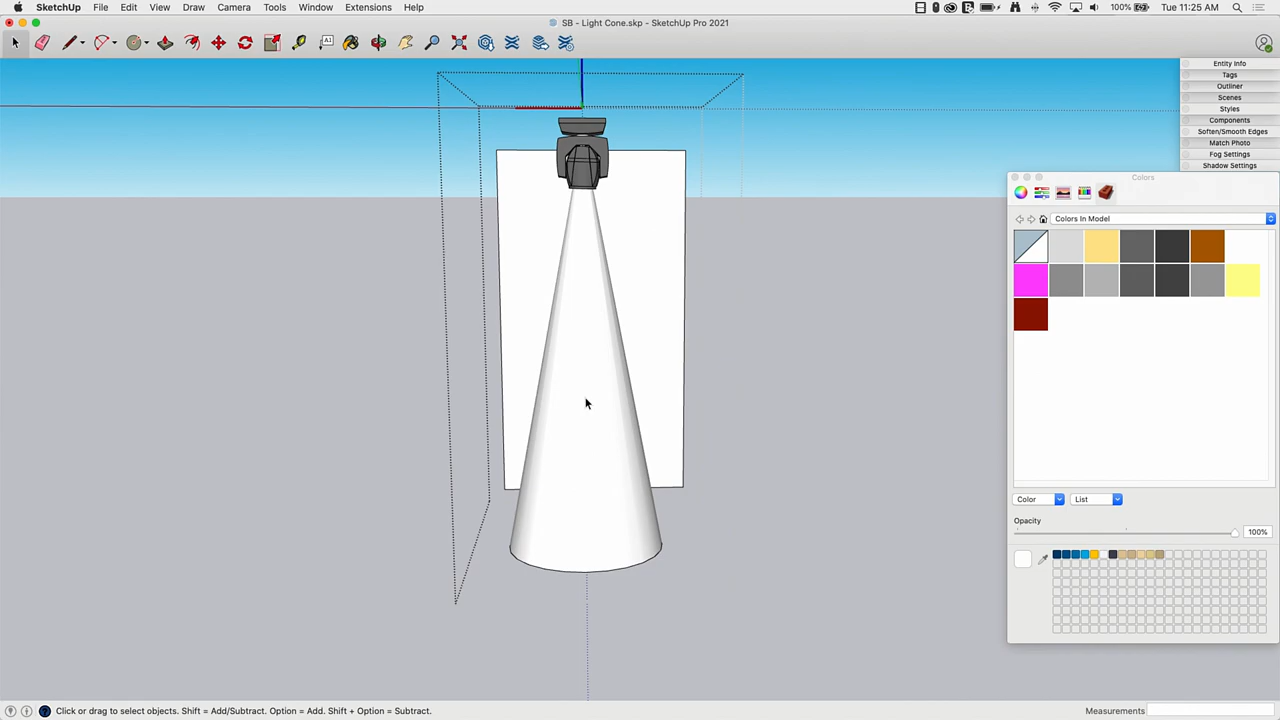 SketchUp File Edit View Camera Draw Tools Window Extensions Help 100% Tue 11:25 AM
SB - Light Cone.skp - SketchUp Pro 2021
Entity Info
Tags
Outliner
Scenes
Styles
Components
Soften/Smooth Edges
Match Photo
Fog Settings
Shadow Settings
Colors
Colors In Model
Color List
Opacity
100%
Click or drag to select objects. Shift = Add/Subtract. Option = Add. Shift + Option = Subtract. Measurements